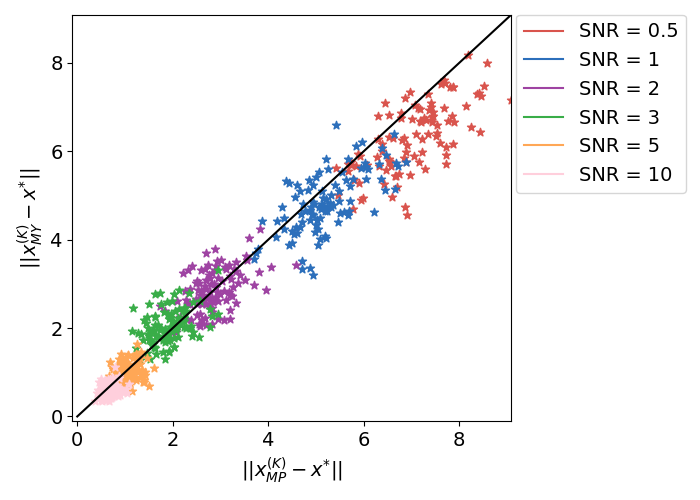 SNR = 0.5
SNR = 1
SNR = 2
SNR = 3
SNR = 5
SNR = 10
8
6
4
2
0
||x_{MY}^{(K)} − x*||
0 2 4 6 8
||x_{MP}^{(K)} − x*||